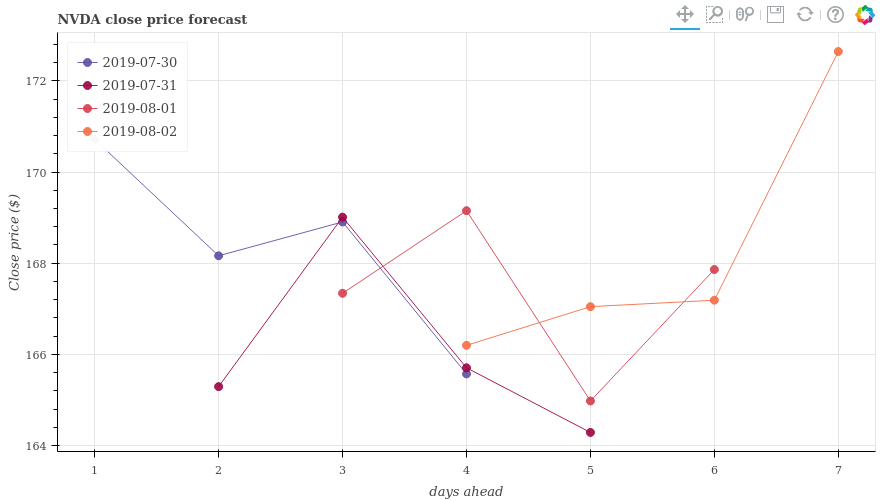 NVDA close price forecast
2019-07-30
2019-07-31
2019-08-01
2019-08-02
Close price ($)
172
170
168
166
164
1 2 3 4 5 6 7
days ahead